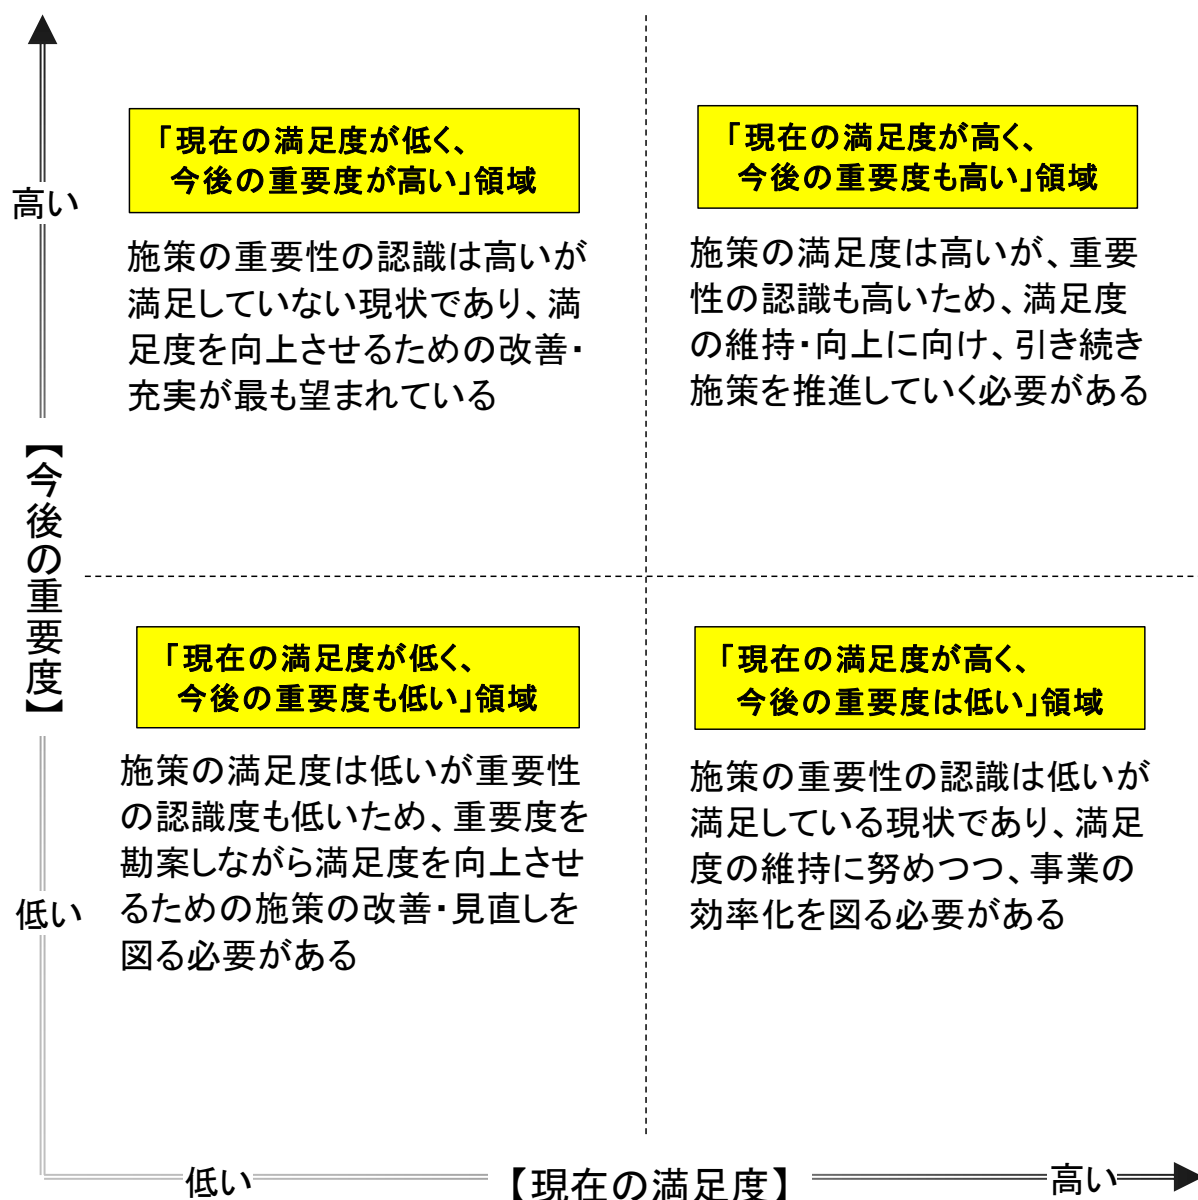 「現在の満足度が低く、
今後の重要度が高い」領域
施策の重要性の認識は高いが
満足していない現状であり、満
足度を向上させるための改善・
充実が最も望まれている
「現在の満足度が高く、
今後の重要度も高い」領域
施策の満足度は高いが、重要
性の認識も高いため、満足度
の維持・向上に向け、引き続き
施策を推進していく必要がある
高い
【今後の重要度】
低い
「現在の満足度が低く、
今後の重要度も低い」領域
施策の満足度は低いが重要性
の認識度も低いため、重要度を
勘案しながら満足度を向上させ
るための施策の改善・見直しを
図る必要がある
「現在の満足度が高く、
今後の重要度は低い」領域
施策の重要性の認識は低いが
満足している現状であり、満足
度の維持に努めつつ、事業の
効率化を図る必要がある
低い
【現在の満足度】
高い